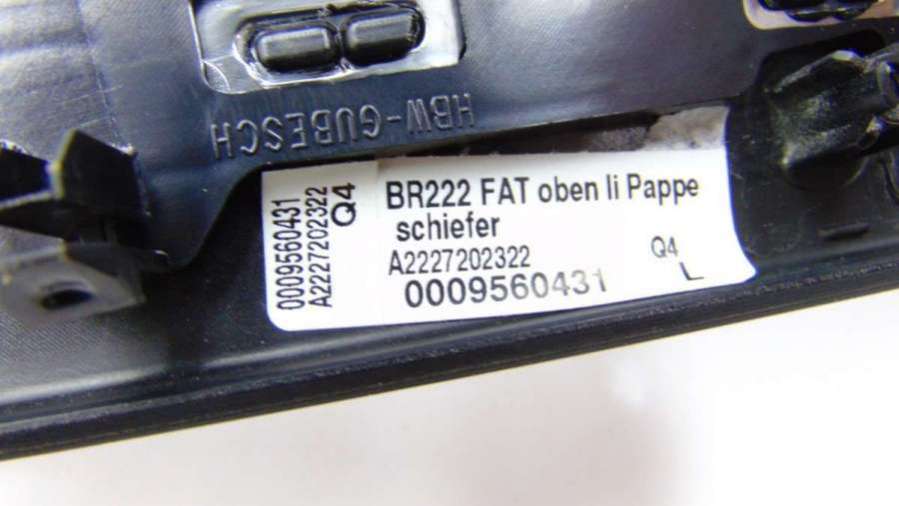 HBW-GUBESCH
0009560431
A2227202322
Q4
BR222 FAT oben li Pappe
schiefer
A2227202322
Q4
0009560431
L